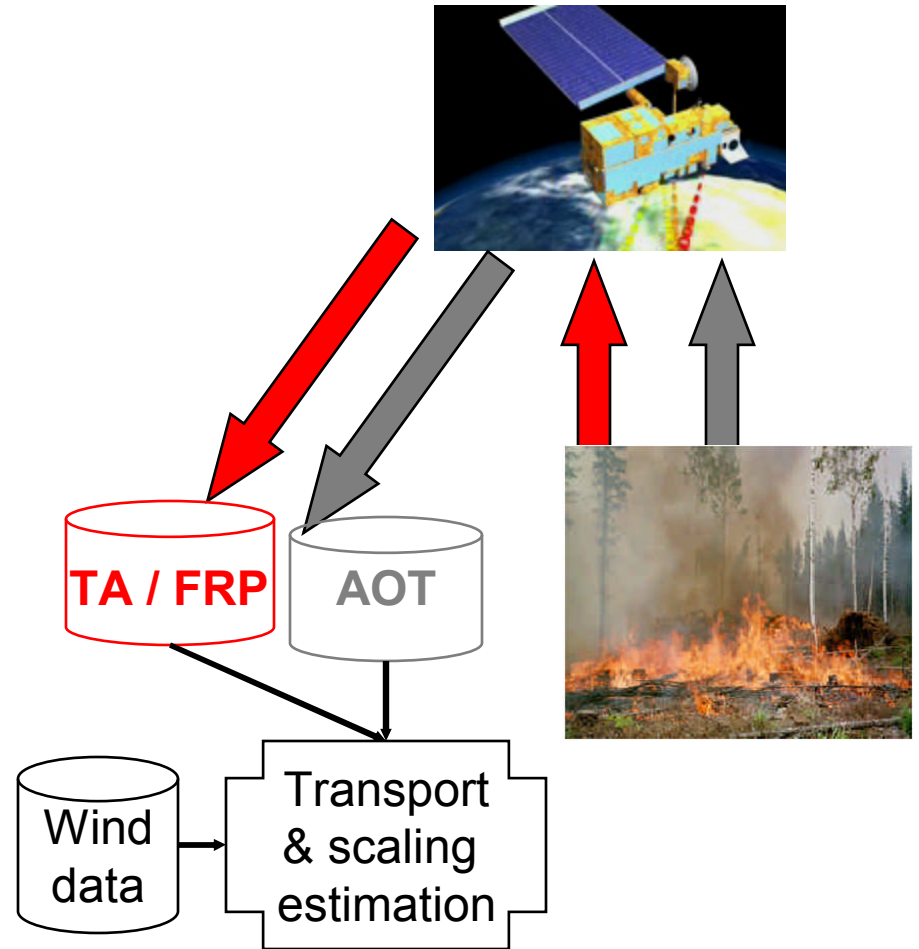 TA / FRP
AOT
Wind
data
Transport
& scaling
estimation